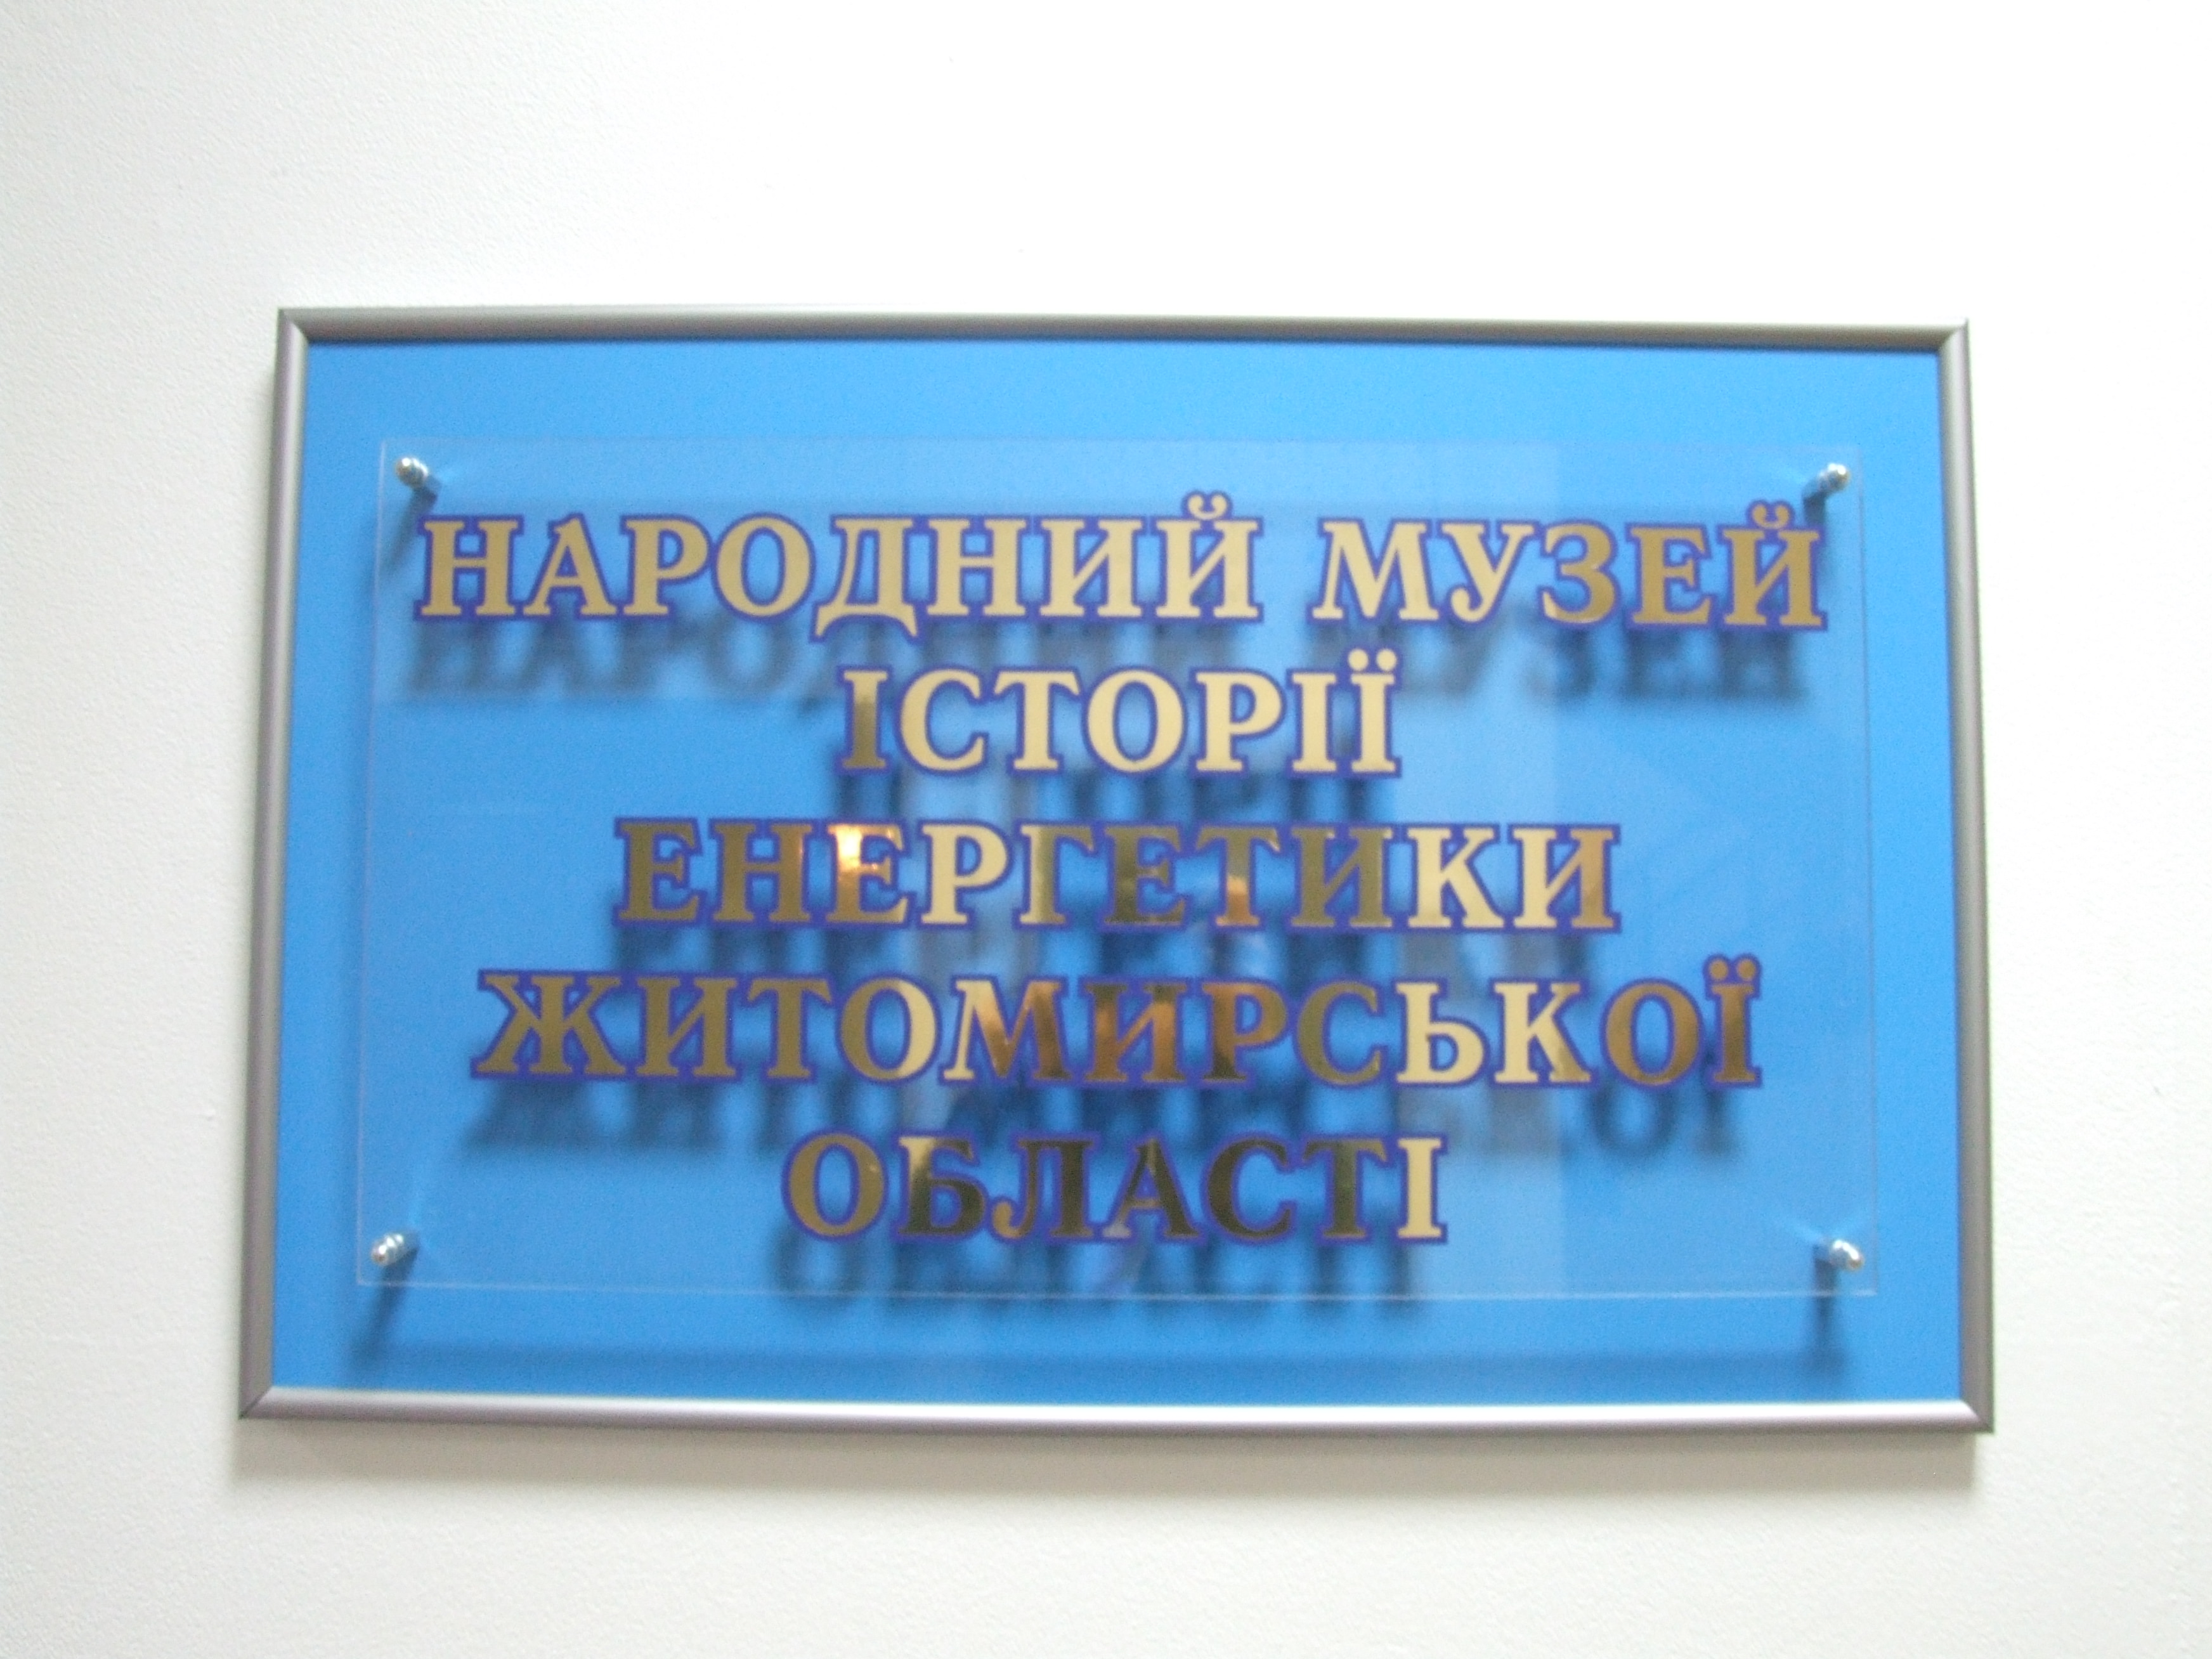 НАРОДНИЙ МУЗЕЙ
ІСТОРІЇ
ЕНЕРГЕТИКИ
ЖИТОМИРСЬКОЇ
ОБЛАСТІ